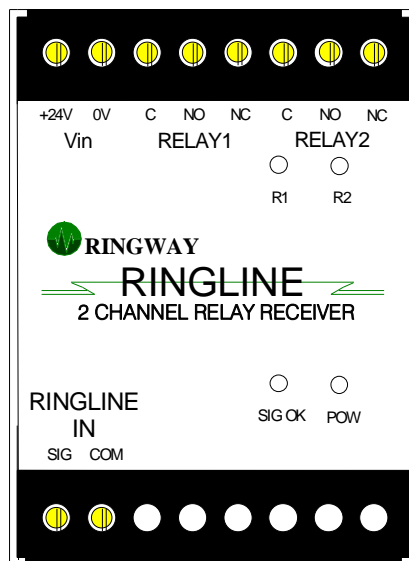 +24V 0V C NO NC C NO NC
Vin RELAY1 RELAY2
R1 R2
RINGWAY
RINGLINE
2 CHANNEL RELAY RECEIVER
RINGLINE
IN
SIG OK POW
SIG COM